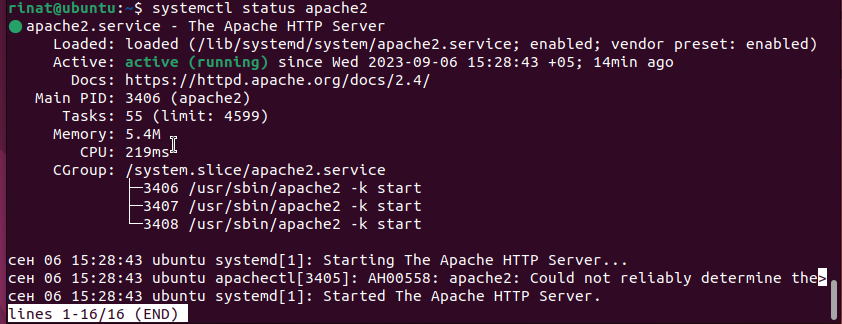 rinat@ubuntu:~$ systemctl status apache2
● apache2.service - The Apache HTTP Server
     Loaded: loaded (/lib/systemd/system/apache2.service; enabled; vendor preset: enabled)
     Active: active (running) since Wed 2023-09-06 15:28:43 +05; 14min ago
       Docs: https://httpd.apache.org/docs/2.4/
   Main PID: 3406 (apache2)
      Tasks: 55 (limit: 4599)
     Memory: 5.4M
        CPU: 219ms
     CGroup: /system.slice/apache2.service
             ├─3406 /usr/sbin/apache2 -k start
             ├─3407 /usr/sbin/apache2 -k start
             └─3408 /usr/sbin/apache2 -k start

сен 06 15:28:43 ubuntu systemd[1]: Starting The Apache HTTP Server...
сен 06 15:28:43 ubuntu apachectl[3405]: AH00558: apache2: Could not reliably determine the>
сен 06 15:28:43 ubuntu systemd[1]: Started The Apache HTTP Server.
lines 1-16/16 (END)